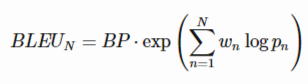 BLEU_N = BP · exp ( ∑_{n=1}^{N} w_n log p_n )